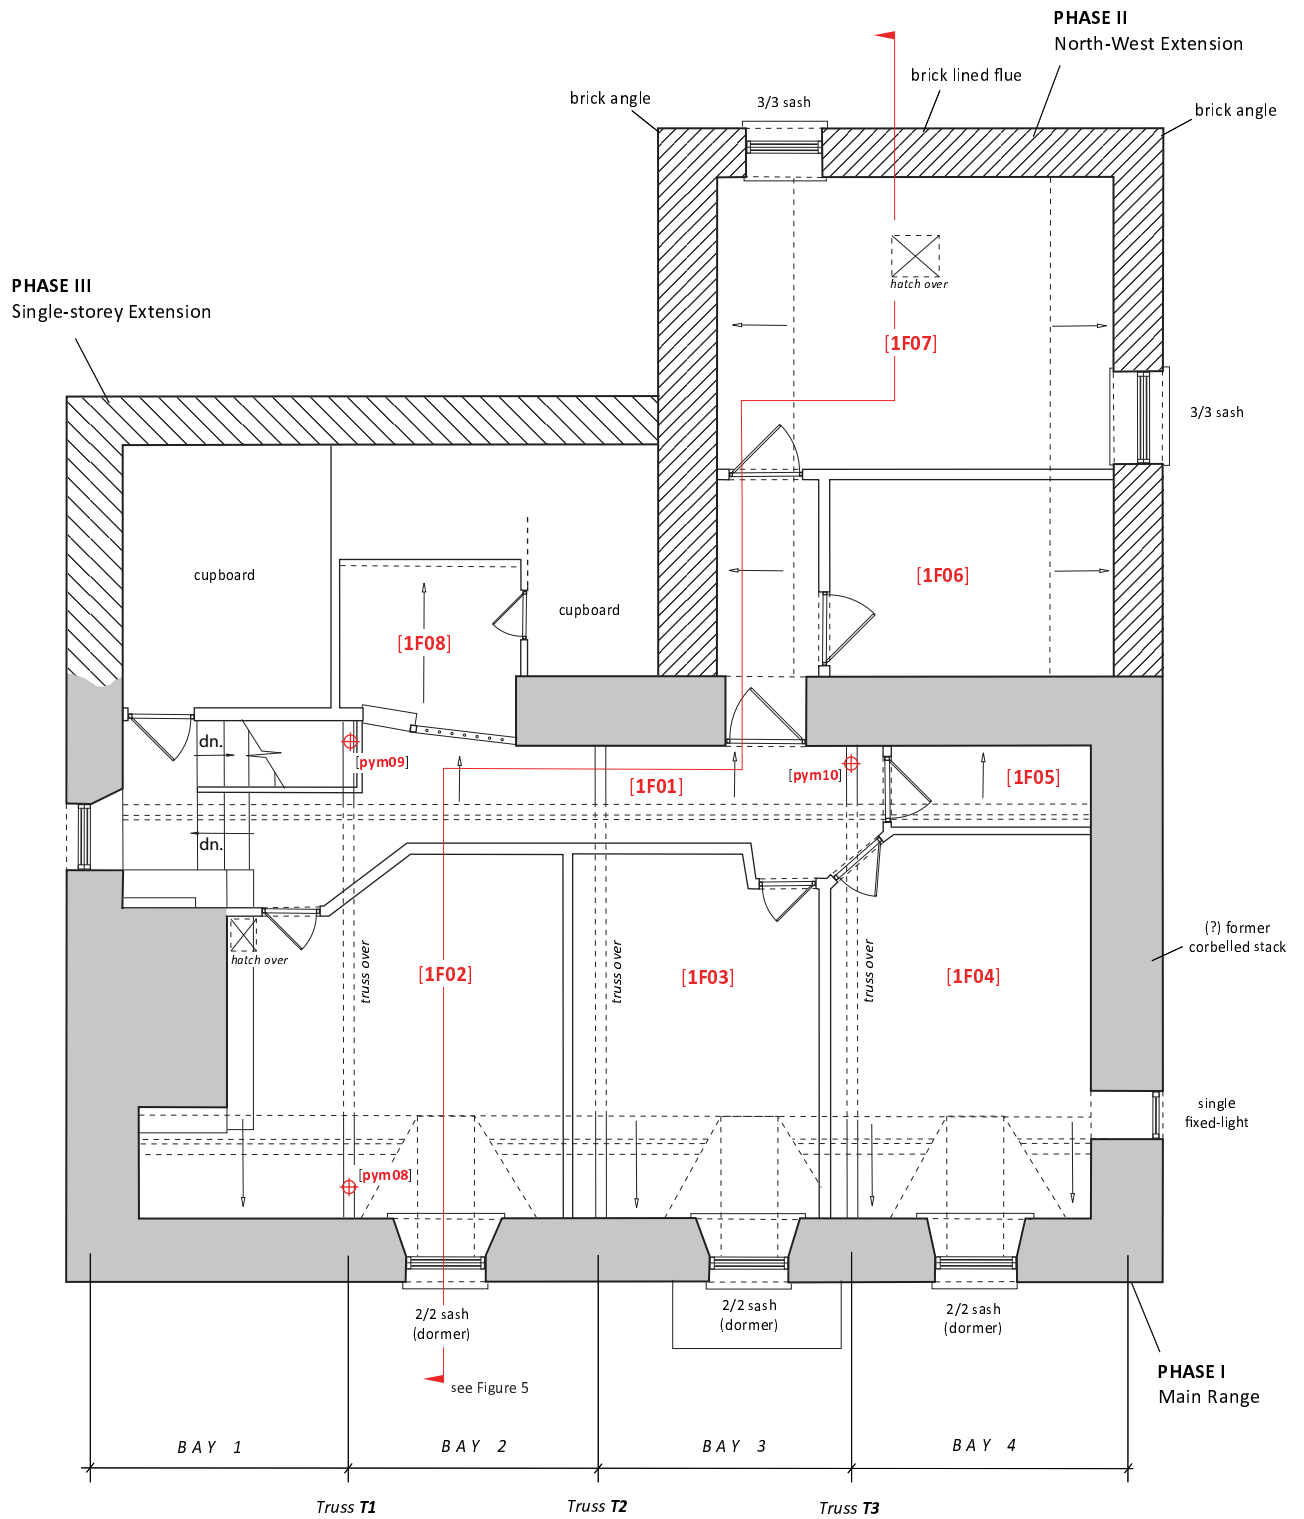 PHASE II
North-West Extension
brick lined flue
brick angle
3/3 sash
brick angle
hatch over
PHASE III
Single-storey Extension
[1F07]
3/3 sash
cupboard
[1F06]
cupboard
[1F08]
dn.
[pym09]
[pym10]
[1F01]
[1F05]
dn.
(?) former
corbelled stack
hatch over
truss over
truss over
truss over
[1F02]
[1F03]
[1F04]
single
fixed-light
[pym08]
2/2 sash
(dormer)
2/2 sash
(dormer)
2/2 sash
(dormer)
PHASE I
Main Range
see Figure 5
BAY 1
BAY 2
BAY 3
BAY 4
Truss T1
Truss T2
Truss T3